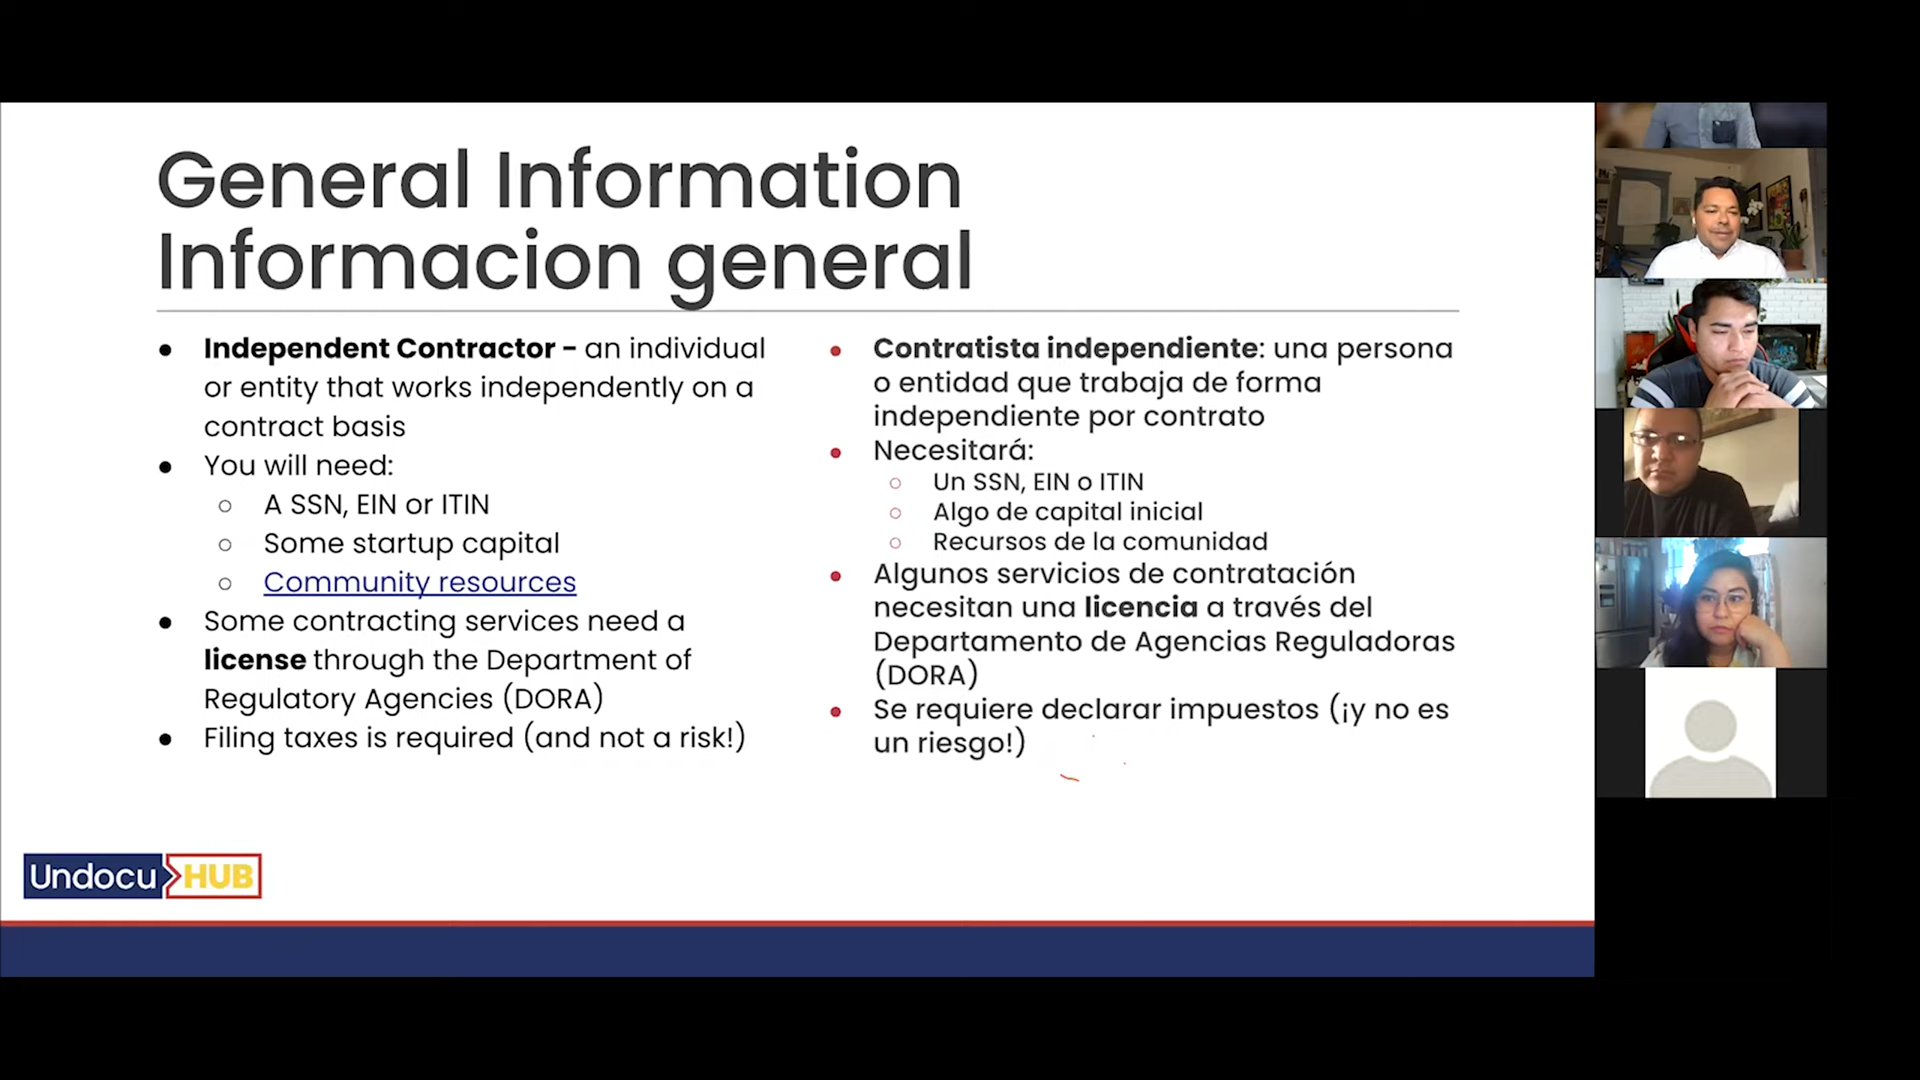 General Information
Informacion general
● Independent Contractor - an individual
or entity that works independently on a
contract basis
● You will need:
○ A SSN, EIN or ITIN
○ Some startup capital
○ Community resources
● Some contracting services need a
license through the Department of
Regulatory Agencies (DORA)
● Filing taxes is required (and not a risk!)
● Contratista independiente: una persona
o entidad que trabaja de forma
independiente por contrato
● Necesitará:
○ Un SSN, EIN o ITIN
○ Algo de capital inicial
○ Recursos de la comunidad
● Algunos servicios de contratación
necesitan una licencia a través del
Departamento de Agencias Reguladoras
(DORA)
● Se requiere declarar impuestos (¡y no es
un riesgo!)
Undocu HUB